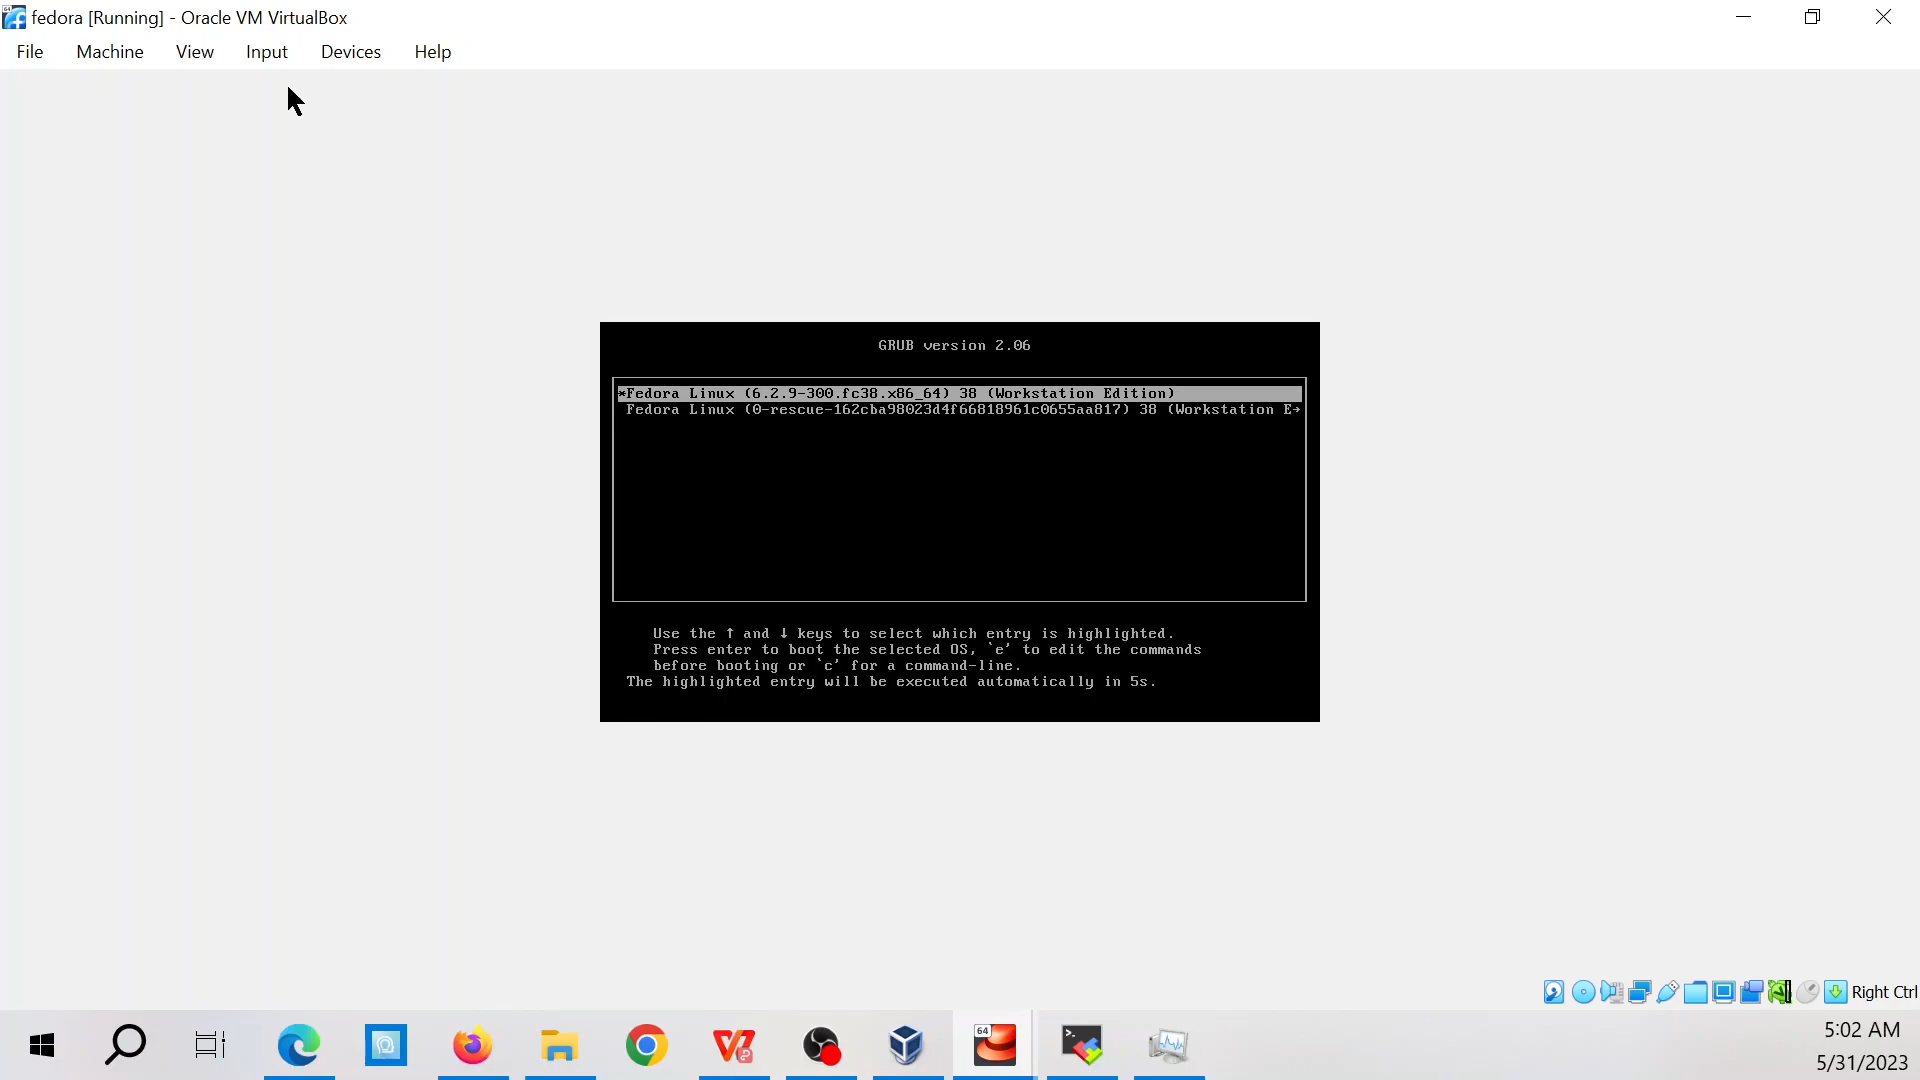 fedora [Running] - Oracle VM VirtualBox
File Machine View Input Devices Help
GRUB version 2.06
*Fedora Linux (6.2.9-300.fc38.x86_64) 38 (Workstation Edition)
Fedora Linux (0-rescue-162cba98023d4f66818961c0655aa817) 38 (Workstation E→
Use the ↑ and ↓ keys to select which entry is highlighted.
Press enter to boot the selected OS, `e' to edit the commands
before booting or `c' for a command-line.
The highlighted entry will be executed automatically in 5s.
Right Ctrl
64
5:02 AM
5/31/2023